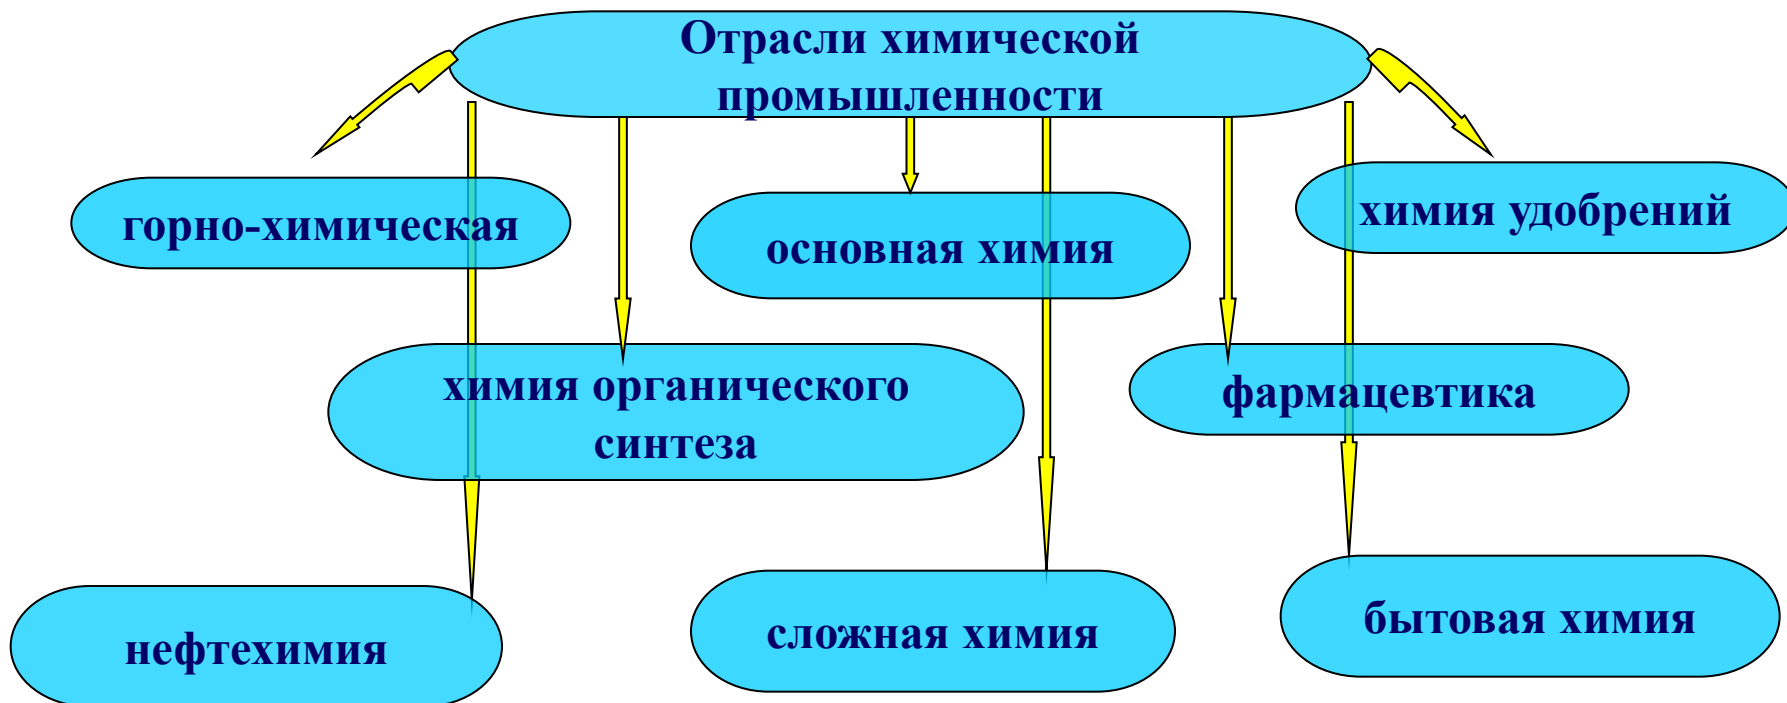 Отрасли химической
промышленности
горно-химическая
основная химия
химия удобрений
химия органического
синтеза
фармацевтика
нефтехимия
сложная химия
бытовая химия